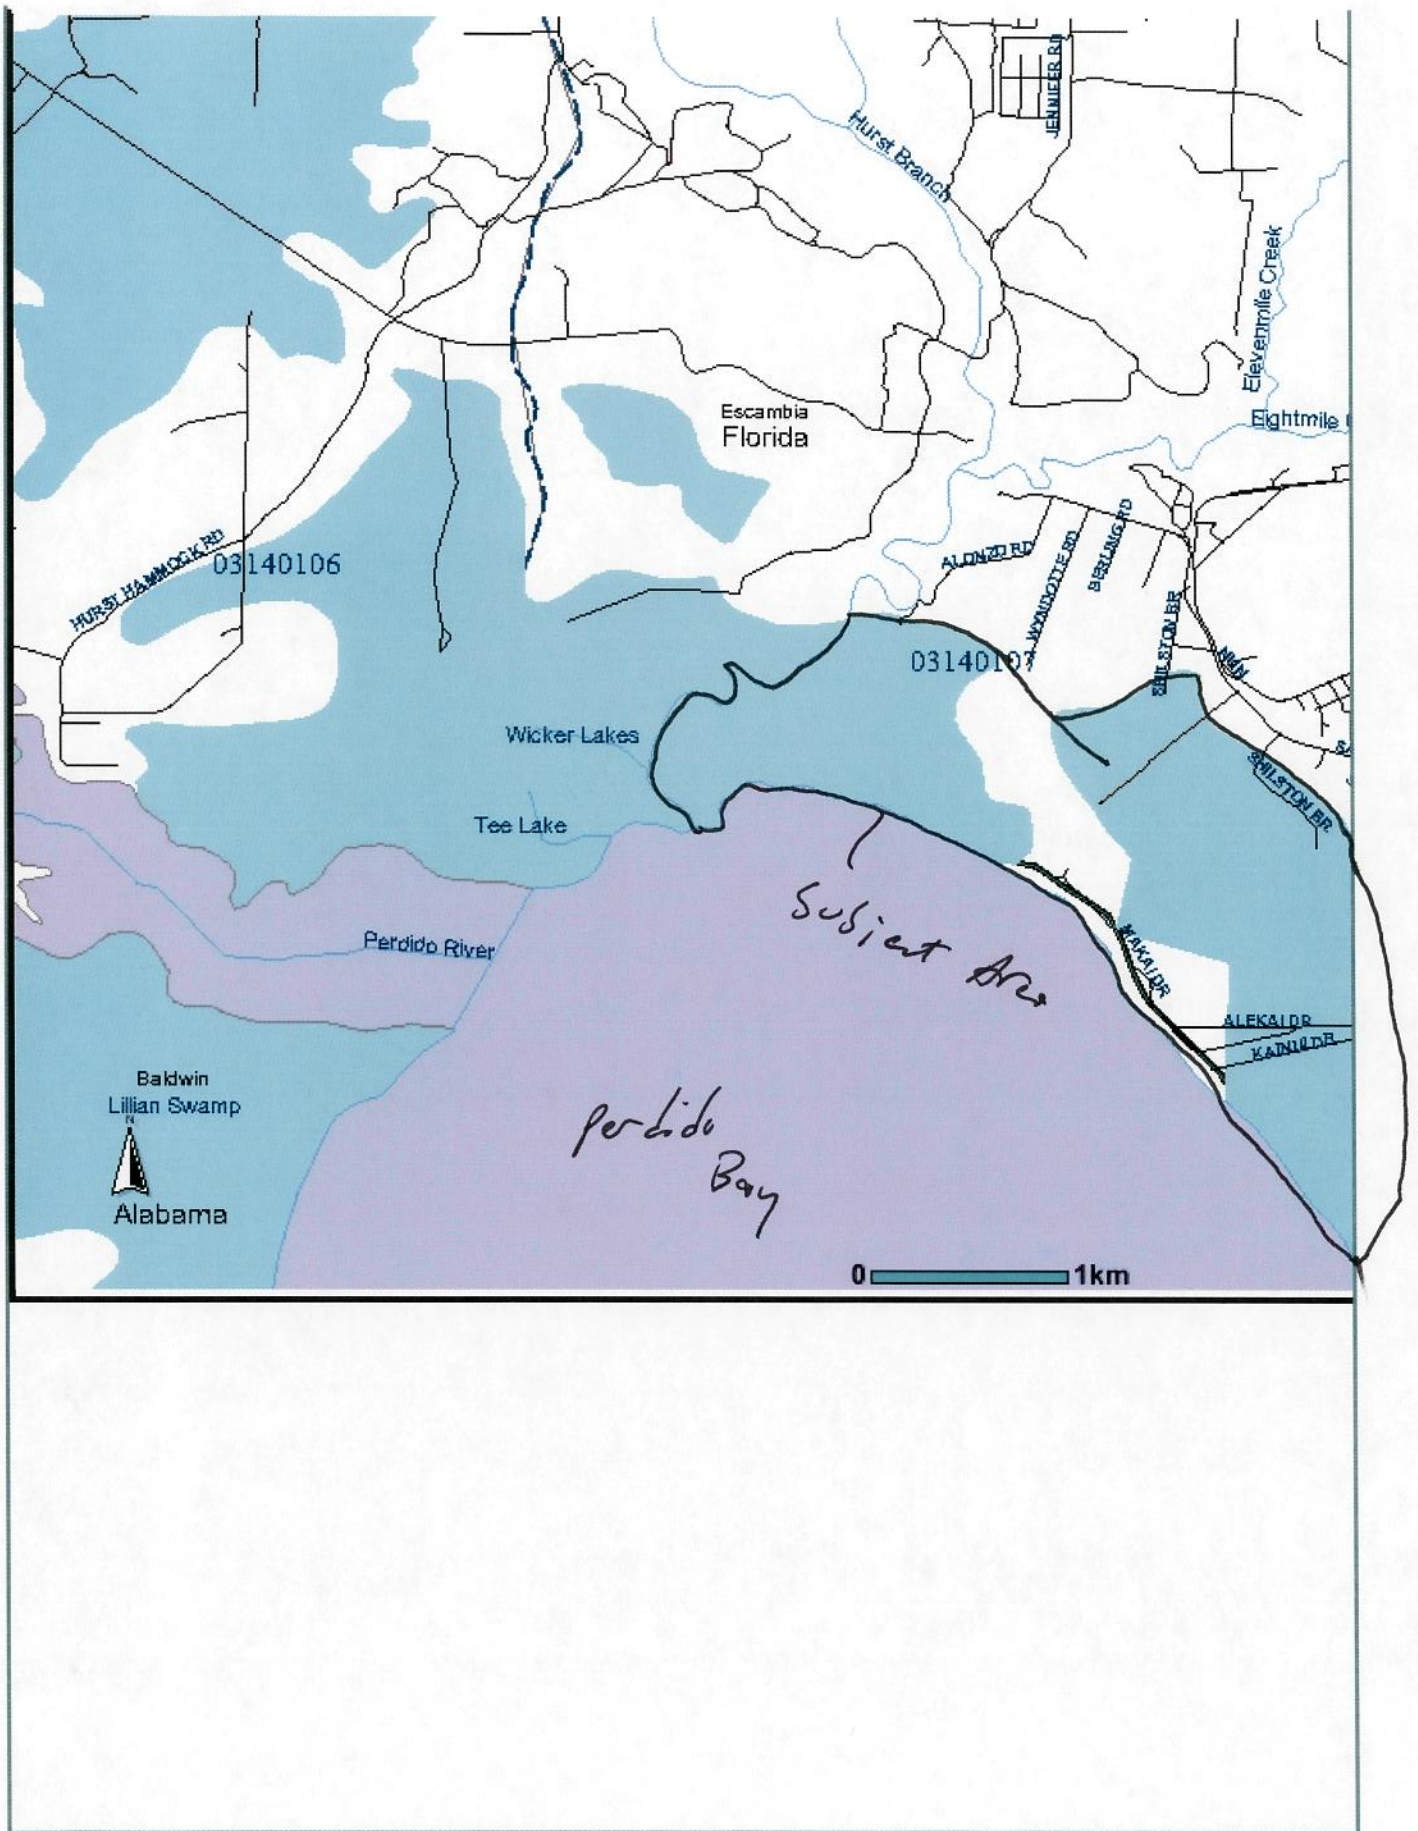 JENNIFER RD
Hurst Branch
Elevenmile Creek
Escambia
Florida
Eightmile
HURST HAMMOCK RD
03140106
ALONZO RD
WYNDOTTE RD
BERLING RD
SHILSTON BR
03140107
Wicker Lakes
SHILSTON BR
Tee Lake
Subject Area
Perdido River
MAKAI DR
ALEKAI DR
KAINUI DR
Baldwin
Lillian Swamp
N
Alabama
Perdido
Bay
0 1km